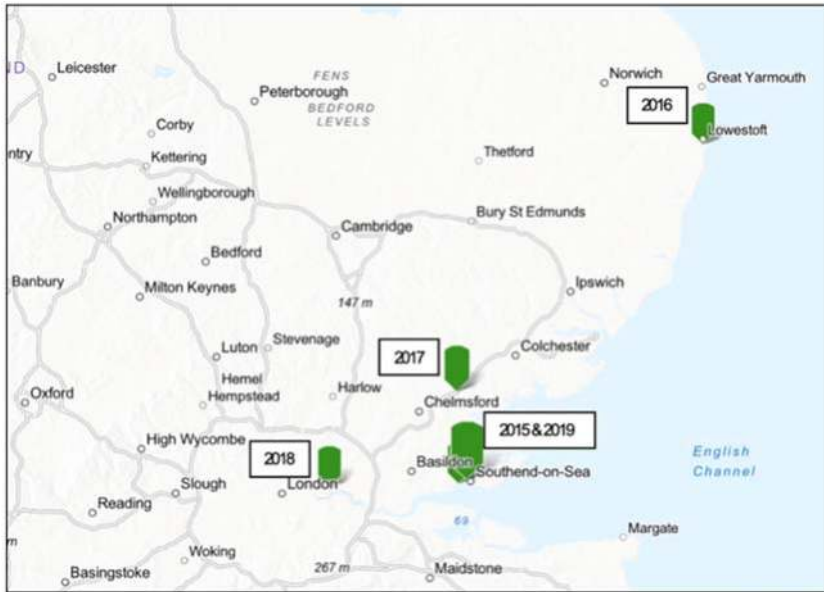 ND
Leicester
FENS
BEDFORD
LEVELS
Peterborough
Norwich
Great Yarmouth
2016
Lowestoft
Corby
ntry
Kettering
Thetford
Wellingborough
Northampton
Cambridge
Bury St Edmunds
Bedford
Banbury
Milton Keynes
Ipswich
147 m
Luton
Stevenage
2017
Colchester
Hemel
Hempstead
Harlow
Oxford
Chelmsford
High Wycombe
2018
2015 & 2019
English
Channel
Basildon
Southend-on-Sea
Slough
London
Reading
69
Margate
m
Woking
267 m
Maidstone
Basingstoke